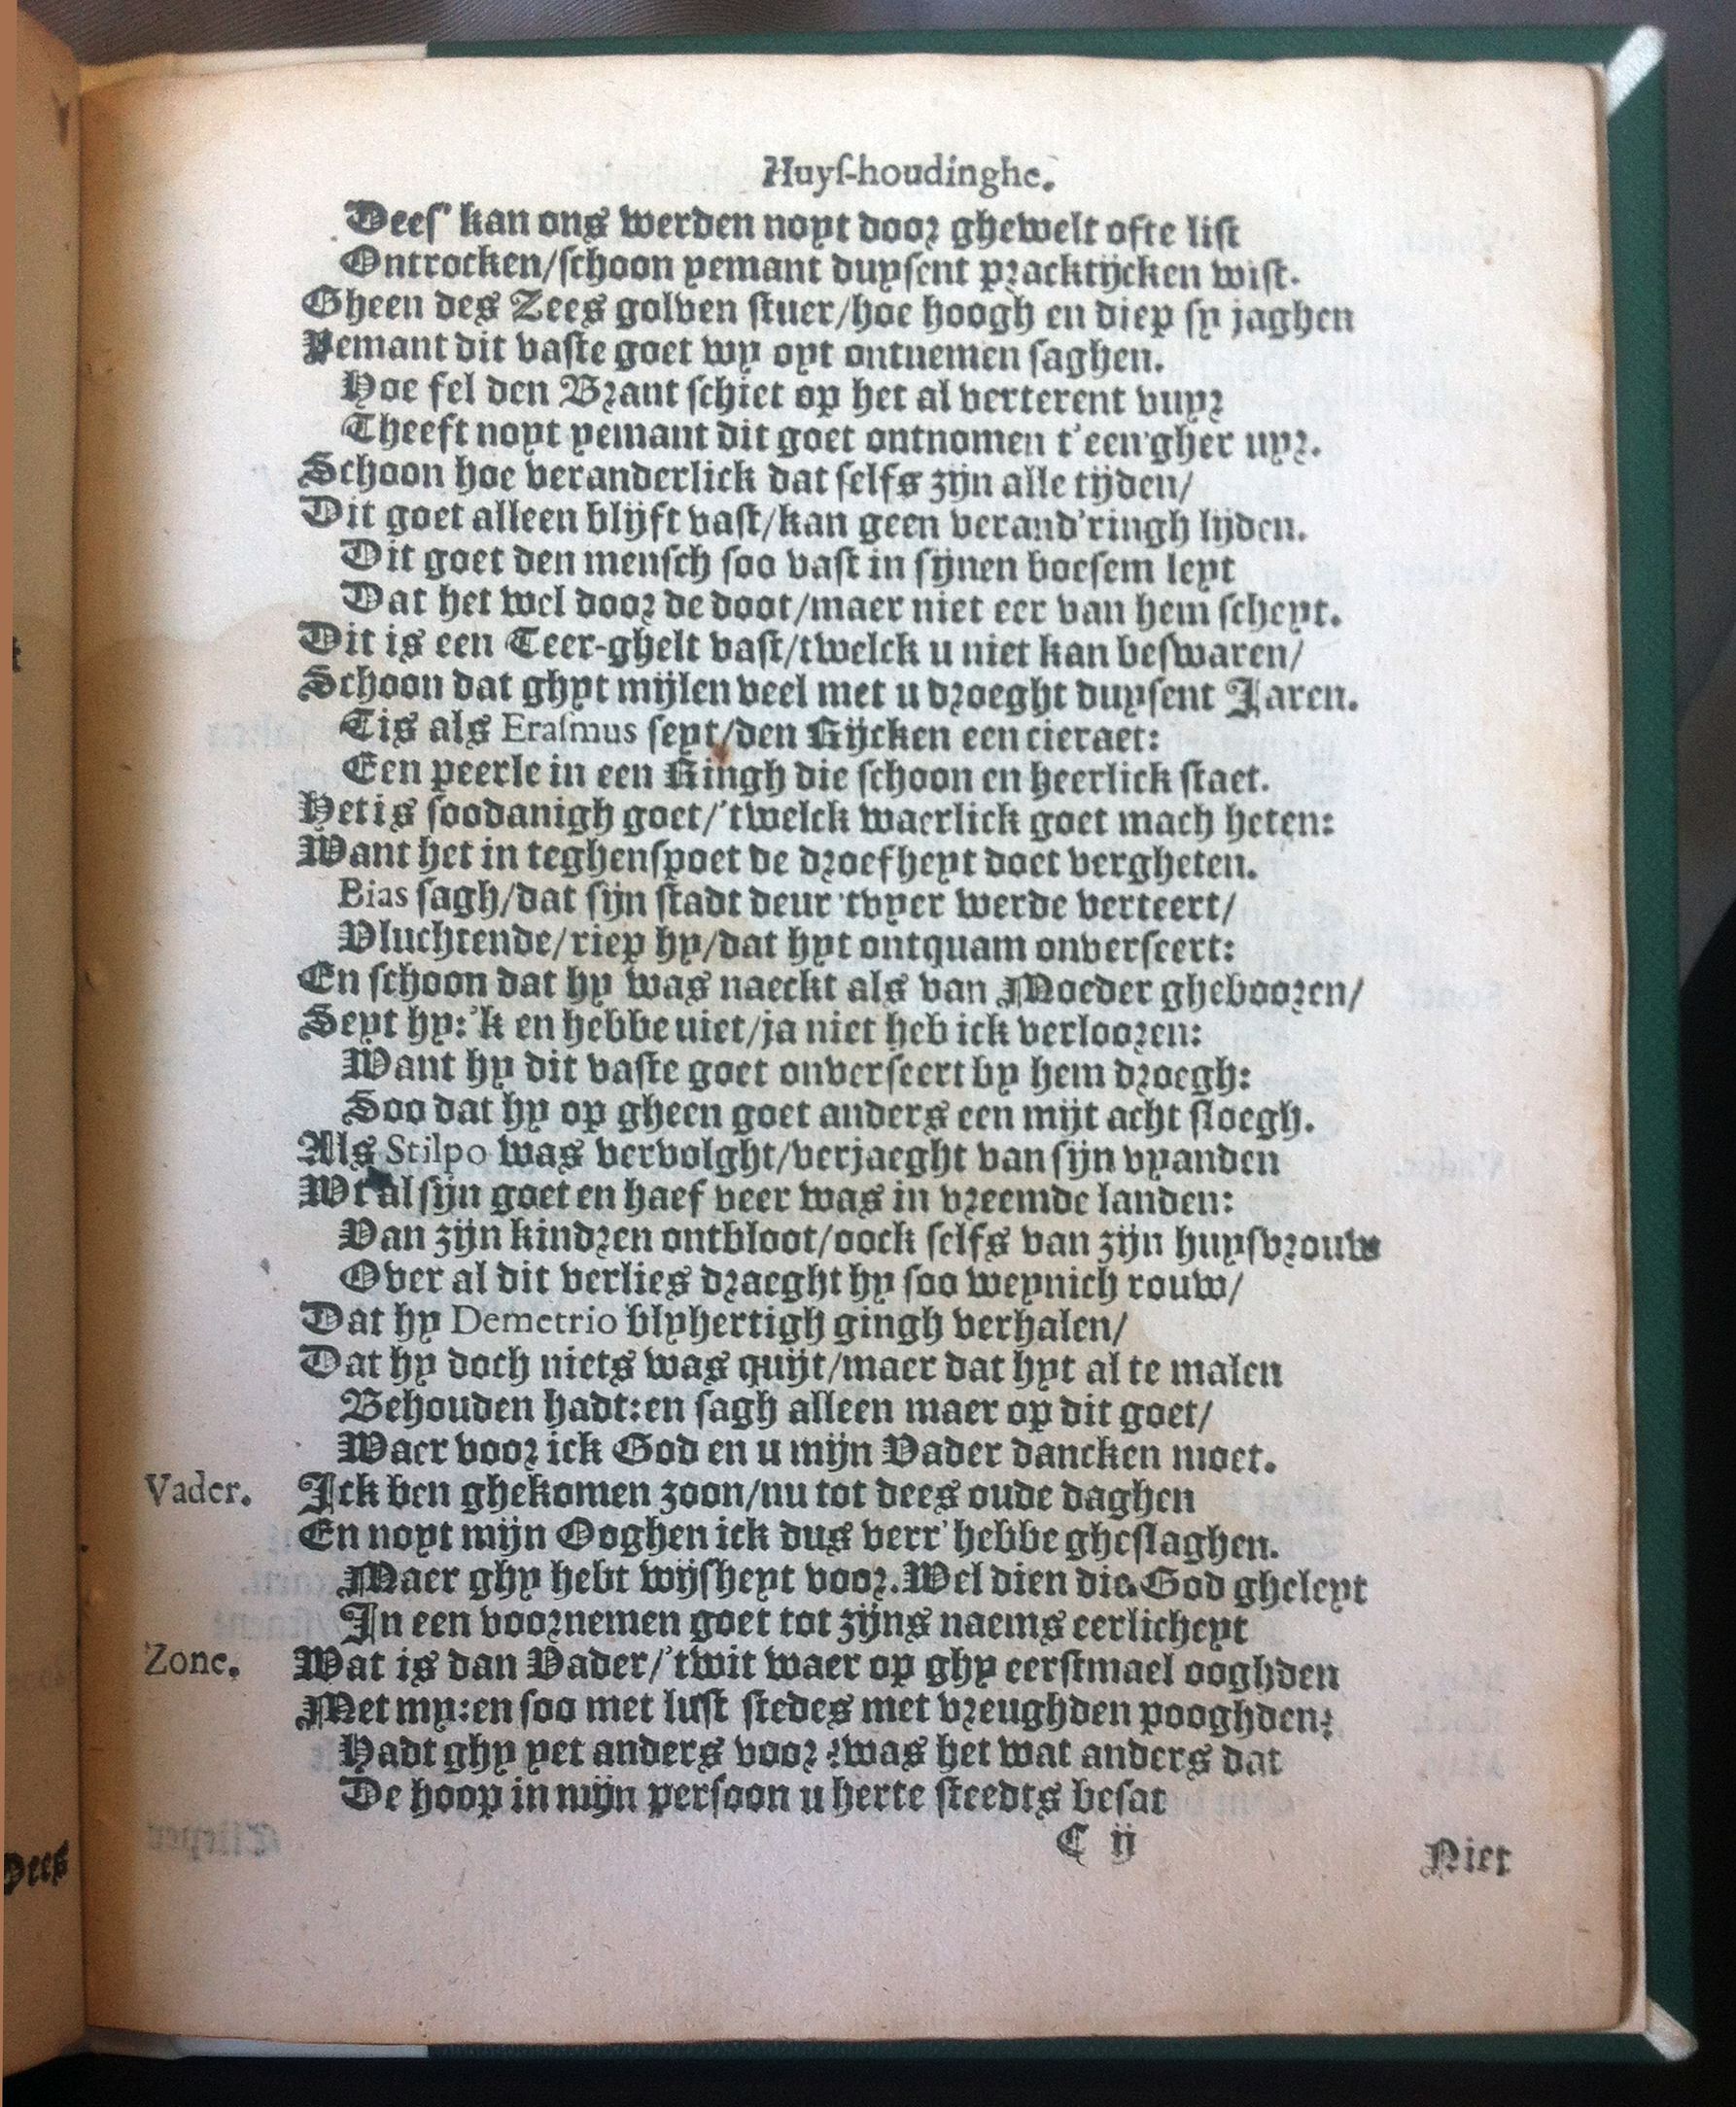 Huyſ-houdinghe.
Deeſ' kan ons werden noyt door ghewelt ofte liſt
Ontrocken/ſchoon yemant duyſent pracktijcken wiſt.
Gheen des Zees golven ſtuer/hoe hoogh en diep ſy jaghen
Yemant dit vaſte goet wy oyt ontnemen ſaghen.
Hoe fel den Brant ſchiet op het al verterent vuyr
Theeft noyt yemant dit goet ontnomen t'een'gher uyr.
Schoon hoe veranderlick dat ſelfs zijn alle tijden/
Dit goet alleen blijft vaſt/kan geen verand'ringh lijden.
Dit goet den menſch ſoo vaſt in ſijnen boeſem leyt
Dat het wel door de doot/maer niet eer van hem ſcheyt.
Dit is een Teer-ghelt vaſt/twelck u niet kan beſwaren/
Schoon dat ghyt mijlen veel met u droeght duyſent Jaren.
Tis als Eraſmus ſeyt/den Rijcken een cieraet:
Een peerle in een Ringh die ſchoon en heerlick ſtaet.
Het is ſoodanigh goet/'twelck waerlick goet mach heten:
Want het in teghenſpoet de droefheyt doet vergheten.
Bias ſagh/dat ſijn ſtadt deur 'tvyer werde verteert/
Vluchtende/riep hy/dat hyt ontquam onverſeert:
En ſchoon dat hy was naeckt als van Moeder ghebooren/
Seyt hy:'k en hebbe uiet/ja niet heb ick verlooren:
Want hy dit vaſte goet onverſeert by hem droegh:
Soo dat hy op gheen goet anders een mijt acht ſloegh.
Als Stilpo was vervolght/verjaeght van ſijn vyanden
Wt al ſijn goet en haef veer was in vreemde landen:
Van zijn kindren ontbloot/oock ſelfs van zijn huyſvrouw
Over al dit verlies draeght hy ſoo weynich rouw/
Dat hy Demetrio blyhertigh gingh verhalen/
Dat hy doch niets was quijt/maer dat hyt al te malen
Behouden hadt:en ſagh alleen maer op dit goet/
Waer voor ick God en u mijn Vader dancken moet.
Vader. Ick ben ghekomen zoon/nu tot dees oude daghen
En noyt mijn Ooghen ick dus verr' hebbe gheſlaghen.
Maer ghy hebt wijſheyt voor. Wel dien die God gheleyt
In een voornemen goet tot zijns naems eerlicheyt
Zone. Wat is dan Vader/'twit waer op ghy eerſtmael ooghden
Met my:en ſoo met luſt ſtedes met vreughden pooghden?
Hadt ghy yet anders voor? was het wat anders dat
De hoop in mijn perſoon u herte ſteedts beſat
C ij
Niet
Dees